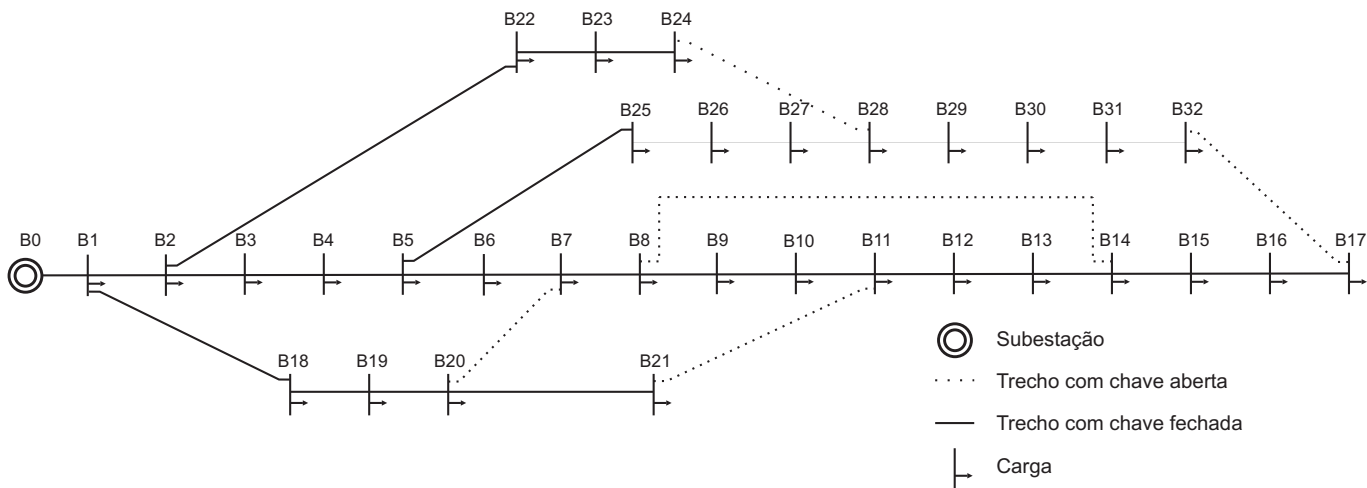 B22 B23 B24
B25 B26 B27 B28 B29 B30 B31 B32
B0 B1 B2 B3 B4 B5 B6 B7 B8 B9 B10 B11 B12 B13 B14 B15 B16 B17
B18 B19 B20 B21
Subestação
Trecho com chave aberta
Trecho com chave fechada
Carga